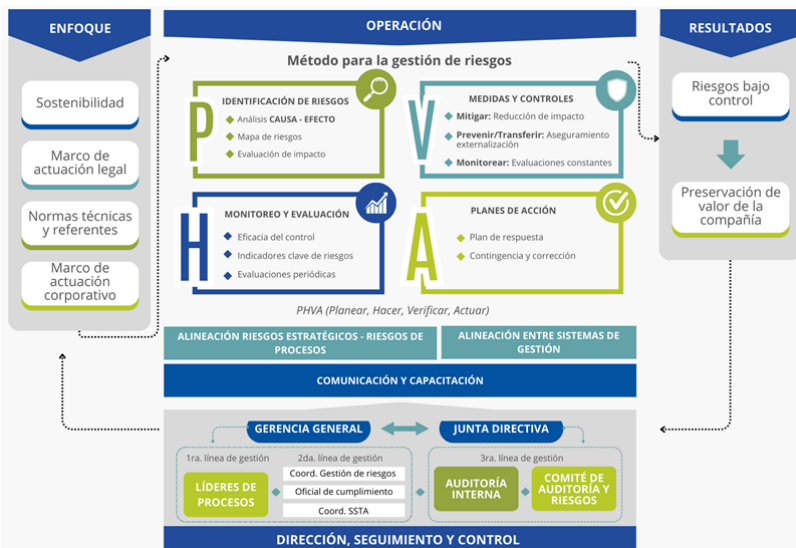 ENFOQUE
Sostenibilidad
Marco de
actuación legal
Normas técnicas
y referentes
Marco de
actuación corporativo
OPERACIÓN
Método para la gestión de riesgos
P
IDENTIFICACIÓN DE RIESGOS
Análisis CAUSA - EFECTO
Mapa de riesgos
Evaluación de impacto
V
MEDIDAS Y CONTROLES
Mitigar: Reducción de impacto
Prevenir/Transferir: Aseguramiento
externalización
Monitorear: Evaluaciones constantes
H
MONITOREO Y EVALUACIÓN
Eficacia del control
Indicadores clave de riesgos
Evaluaciones periódicas
A
PLANES DE ACCIÓN
Plan de respuesta
Contingencia y corrección
PHVA (Planear, Hacer, Verificar, Actuar)
ALINEACIÓN RIESGOS ESTRATÉGICOS - RIESGOS DE
PROCESOS
ALINEACIÓN ENTRE SISTEMAS DE
GESTIÓN
COMUNICACIÓN Y CAPACITACIÓN
RESULTADOS
Riesgos bajo
control
Preservación de
valor de la
compañía
GERENCIA GENERAL
JUNTA DIRECTIVA
1ra. línea de gestión
LÍDERES DE
PROCESOS
2da. línea de gestión
Coord. Gestión de riesgos
Oficial de cumplimiento
Coord. SSTA
3ra. línea de gestión
AUDITORÍA
INTERNA
COMITÉ DE
AUDITORÍA Y
RIESGOS
DIRECCIÓN, SEGUIMIENTO Y CONTROL